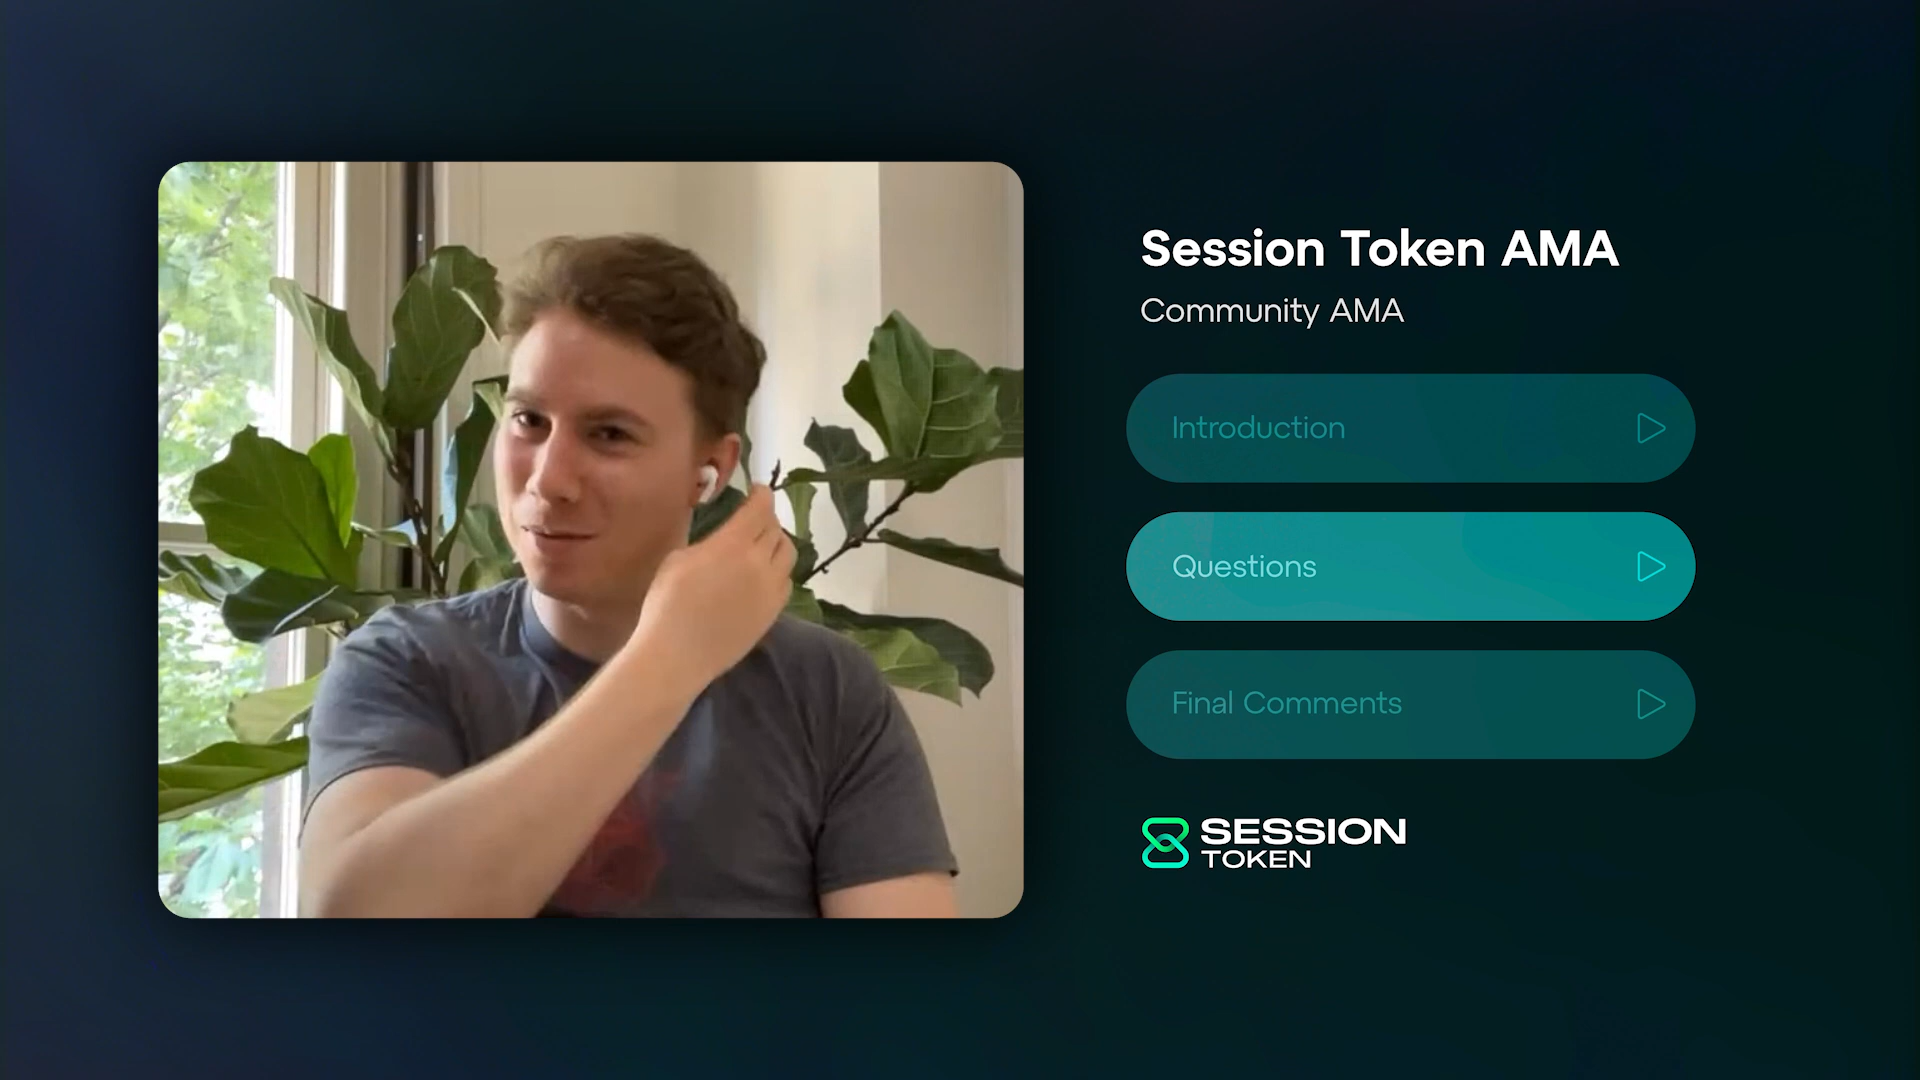 Session Token AMA
Community AMA
Introduction
Questions
Final Comments
SESSION
TOKEN